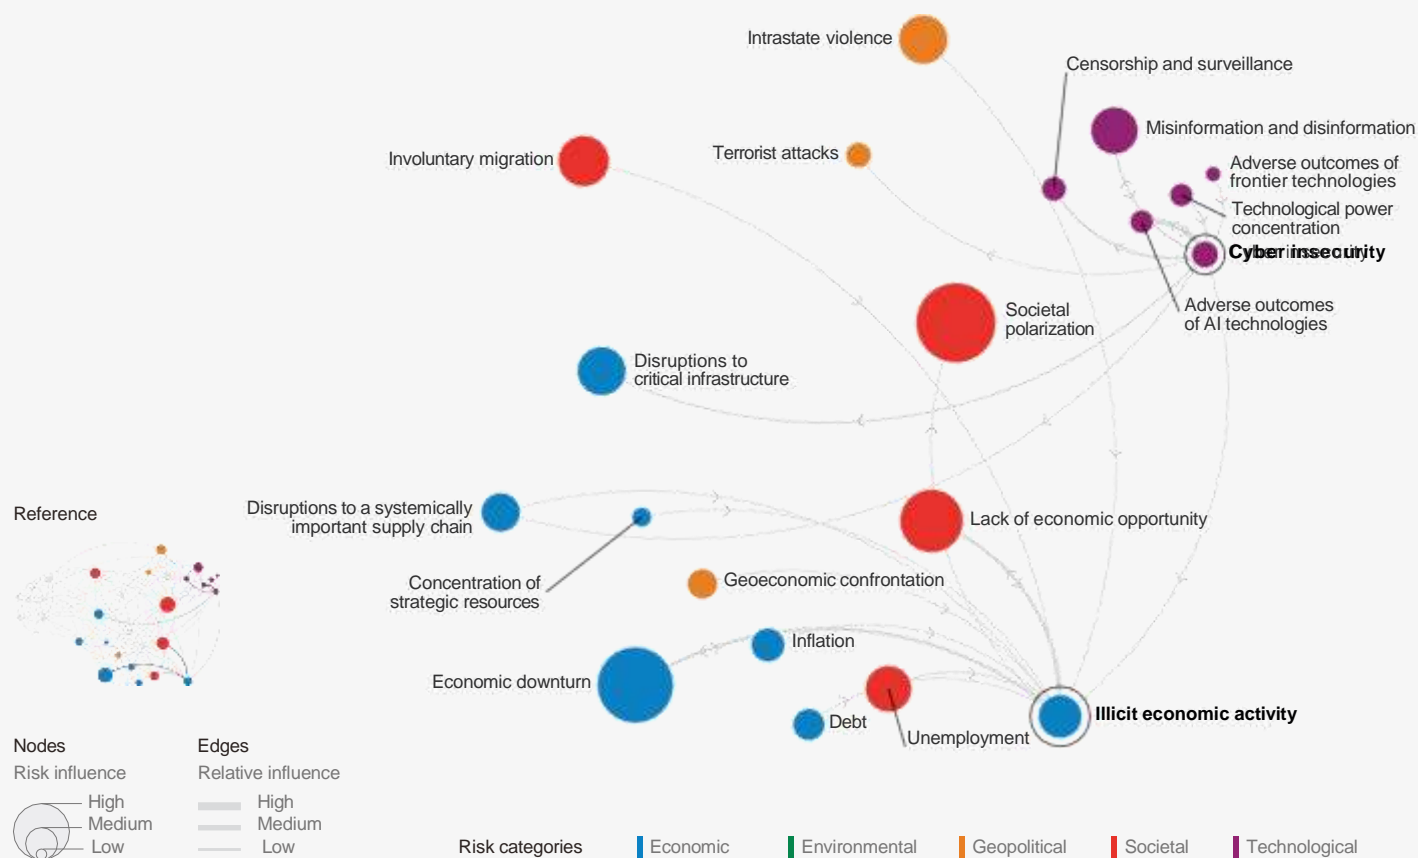 Intrastate violence
Censorship and surveillance
Misinformation and disinformation
Involuntary migration
Terrorist attacks
Adverse outcomes of
frontier technologies
Technological power
concentration
Cyber insecurity
Adverse outcomes
of AI technologies
Societal
polarization
Disruptions to
critical infrastructure
Disruptions to a systemically
important supply chain
Lack of economic opportunity
Reference
Concentration of
strategic resources
Geoeconomic confrontation
Inflation
Economic downturn
Debt
Unemployment
Illicit economic activity
Nodes
Risk influence
High
Medium
Low
Edges
Relative influence
High
Medium
Low
Risk categories
Economic
Environmental
Geopolitical
Societal
Technological